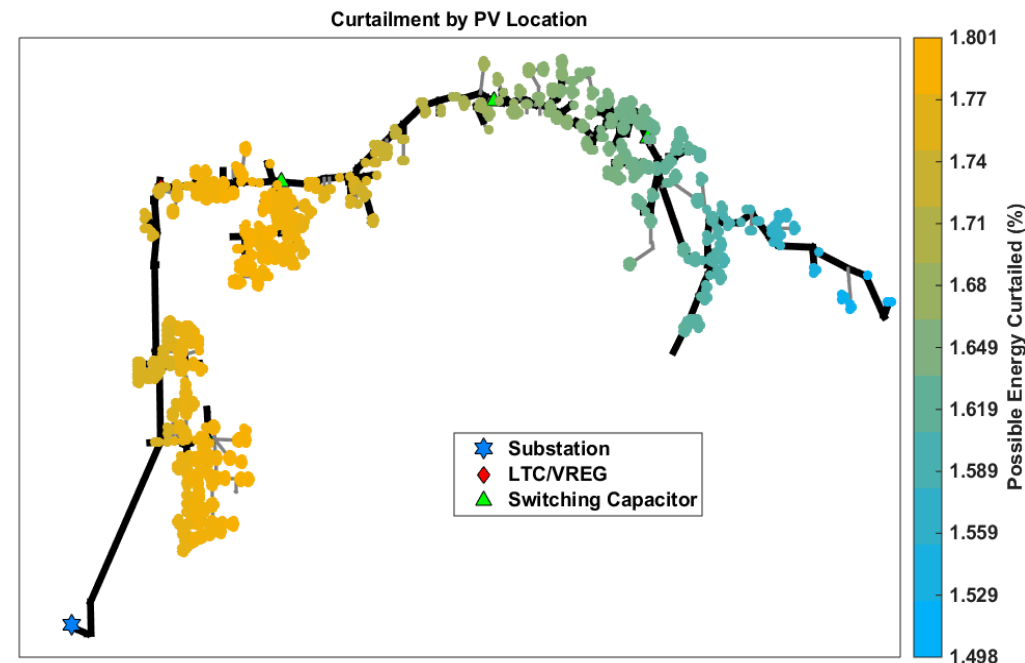 Curtailment by PV Location
Substation
LTC/VREG
Switching Capacitor
1.801
1.77
1.74
1.71
1.68
1.649
1.619
1.589
1.559
1.529
1.498
Possible Energy Curtailed (%)